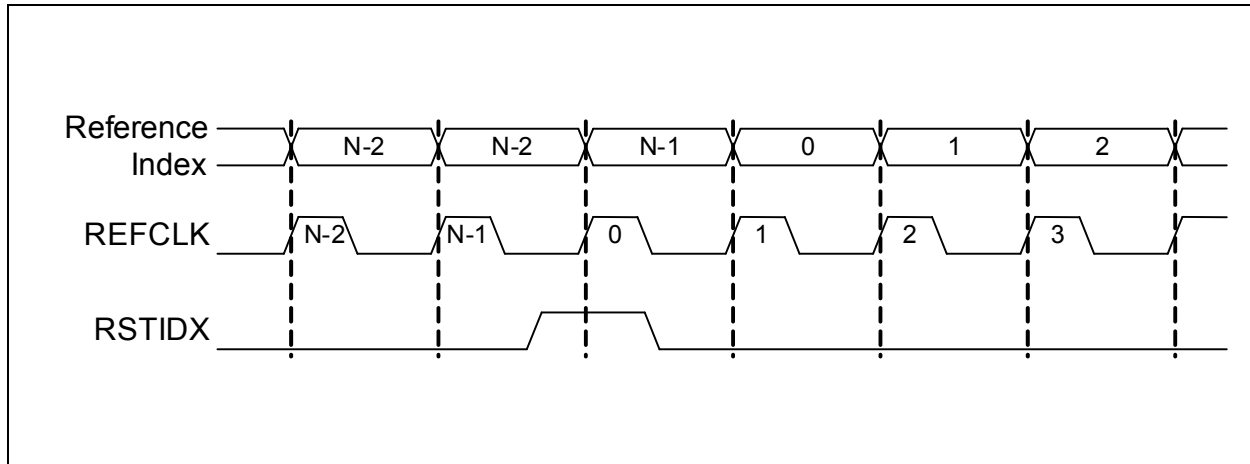 Reference Index
N-2 N-2 N-1 0 1 2
REFCLK
N-2 N-1 0 1 2 3
RSTIDX